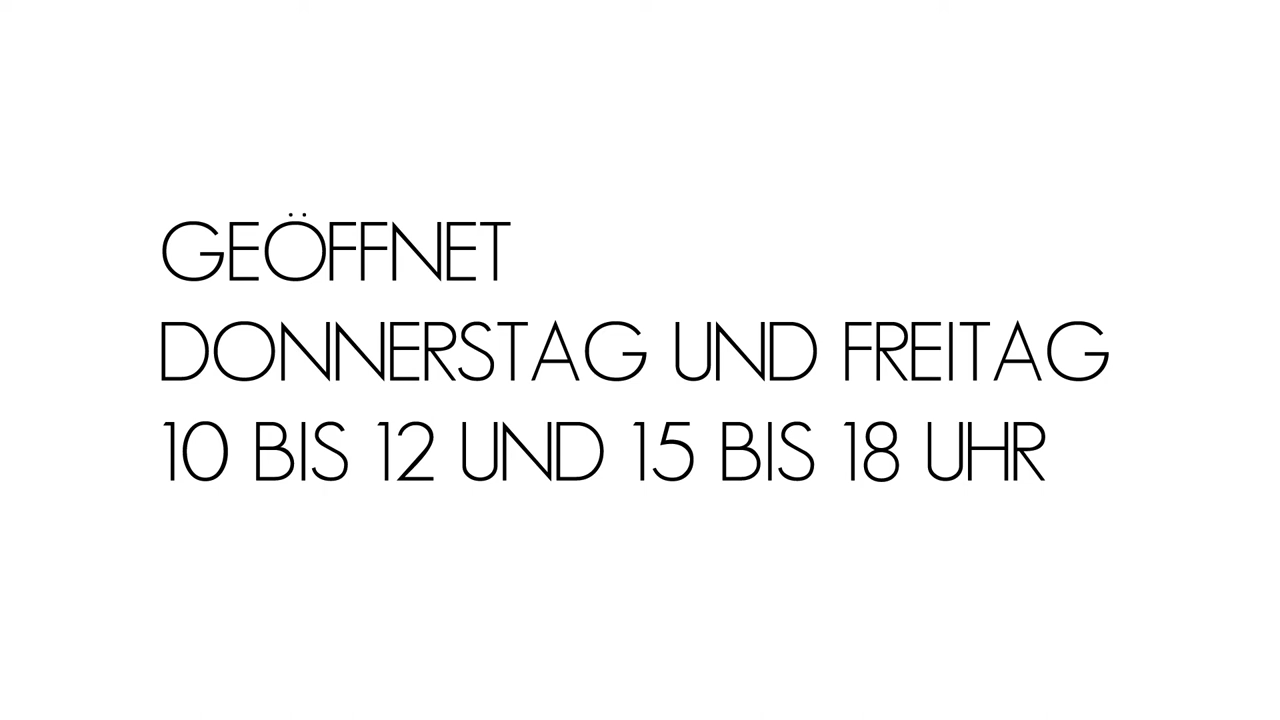 GEÖFFNET
DONNERSTAG UND FREITAG
10 BIS 12 UND 15 BIS 18 UHR